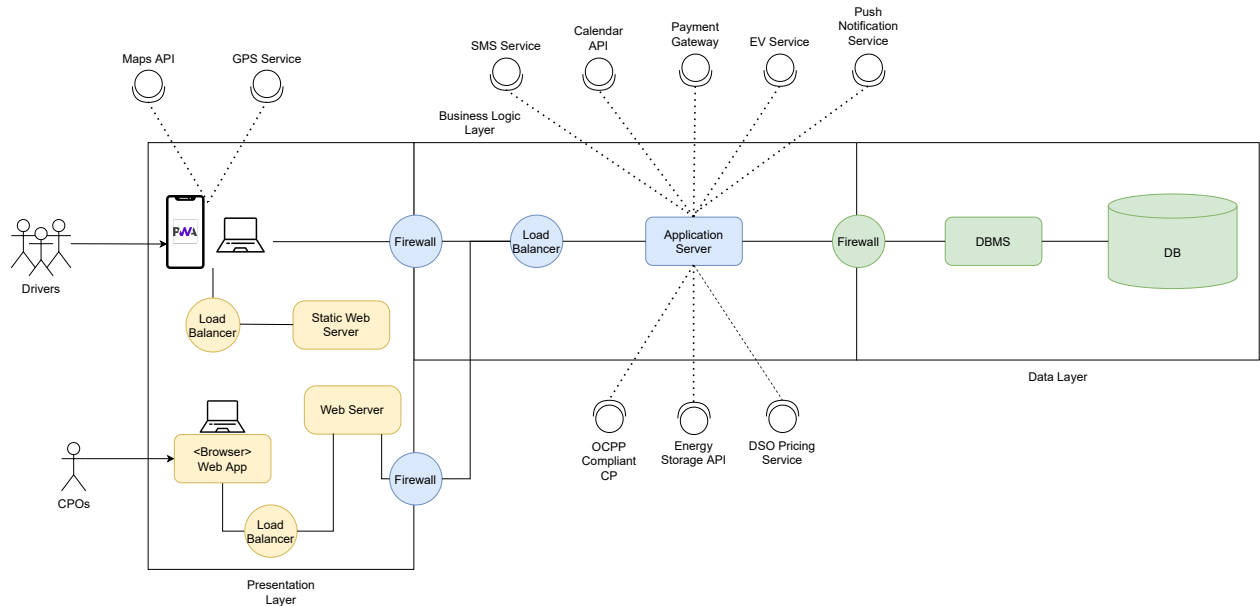 Push
Notification
Service
Payment
Gateway
Calendar
API
EV Service
SMS Service
Maps API
GPS Service
Business Logic
Layer
PWA
Drivers
Firewall
Load
Balancer
Application
Server
Firewall
DBMS
DB
Load
Balancer
Static Web
Server
Data Layer
Web Server
<Browser>
Web App
CPOs
Firewall
OCPP
Compliant
CP
Energy
Storage API
DSO Pricing
Service
Load
Balancer
Presentation
Layer